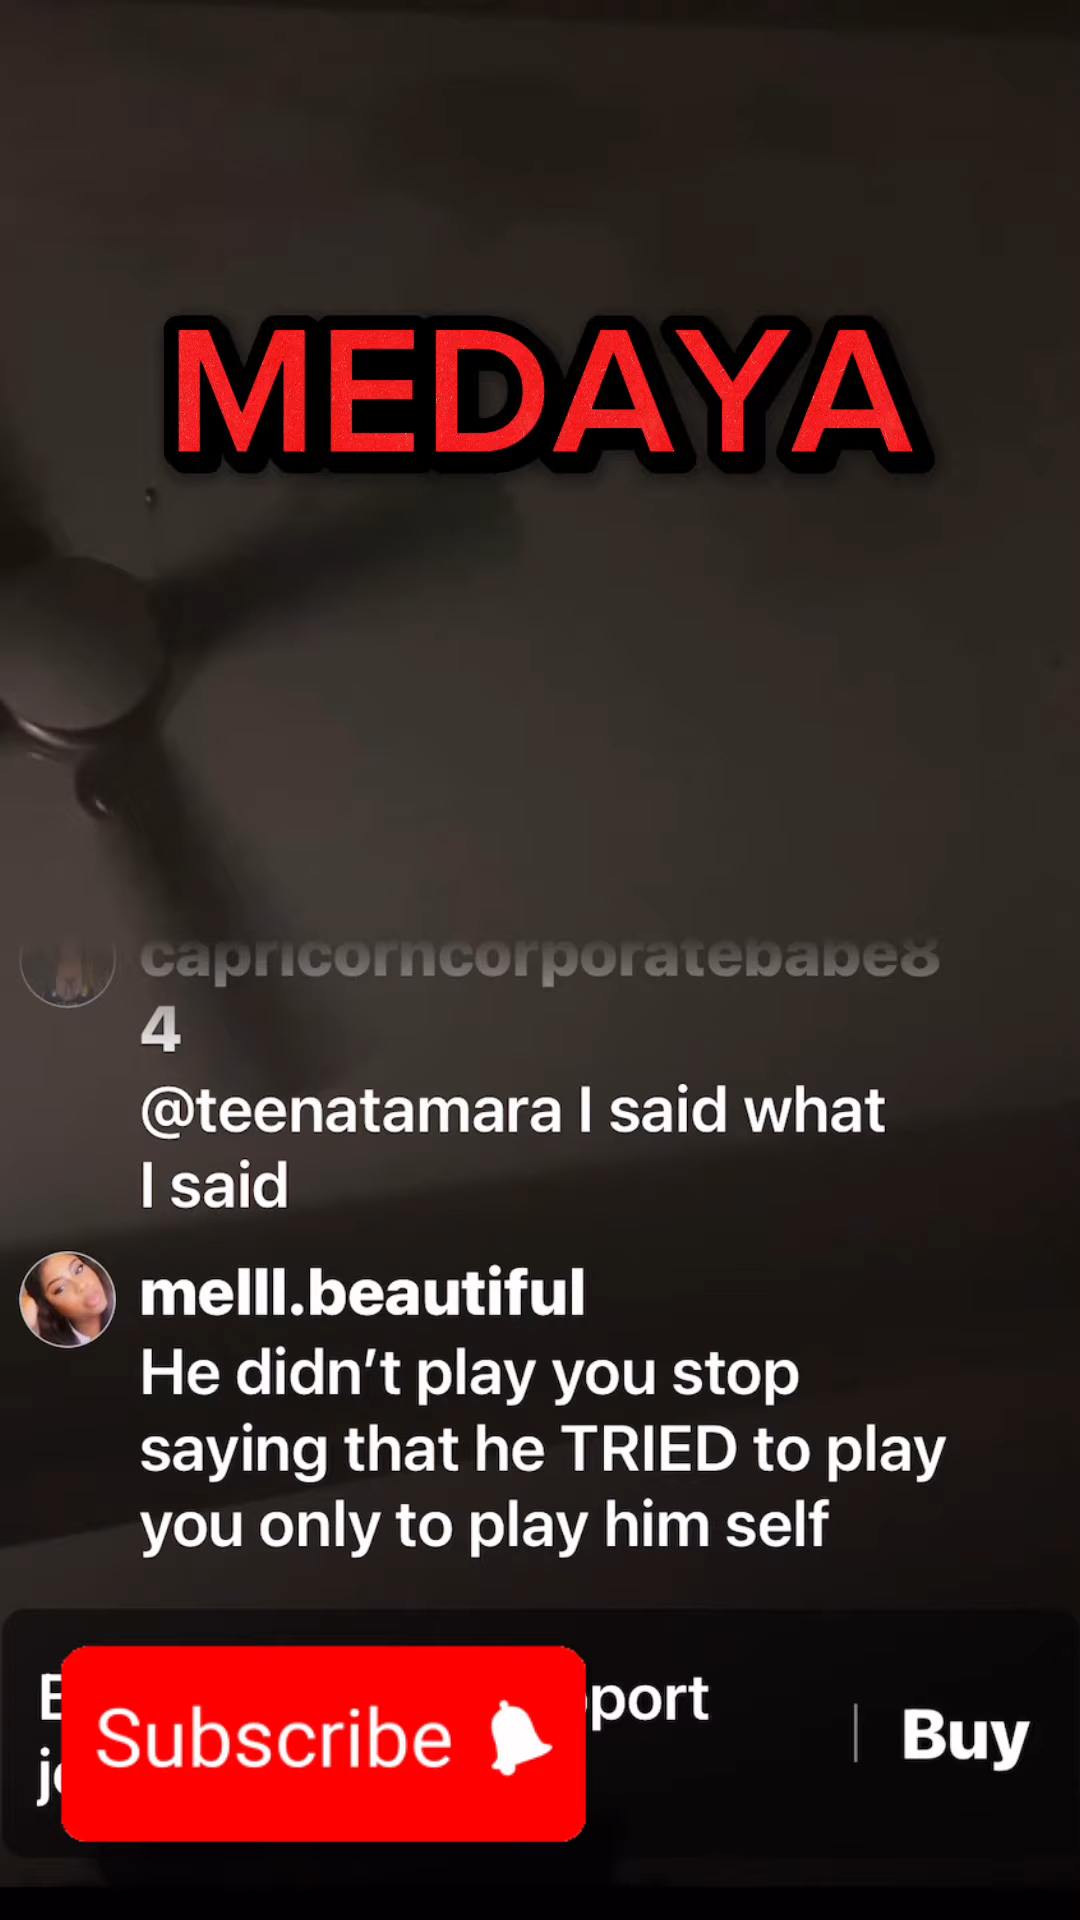 MEDAYA
capricorncorporatebabe8
4
@teenatamara I said what
I said
melll.beautiful
He didn't play you stop
saying that he TRIED to play
you only to play him self
Subscribe
Buy